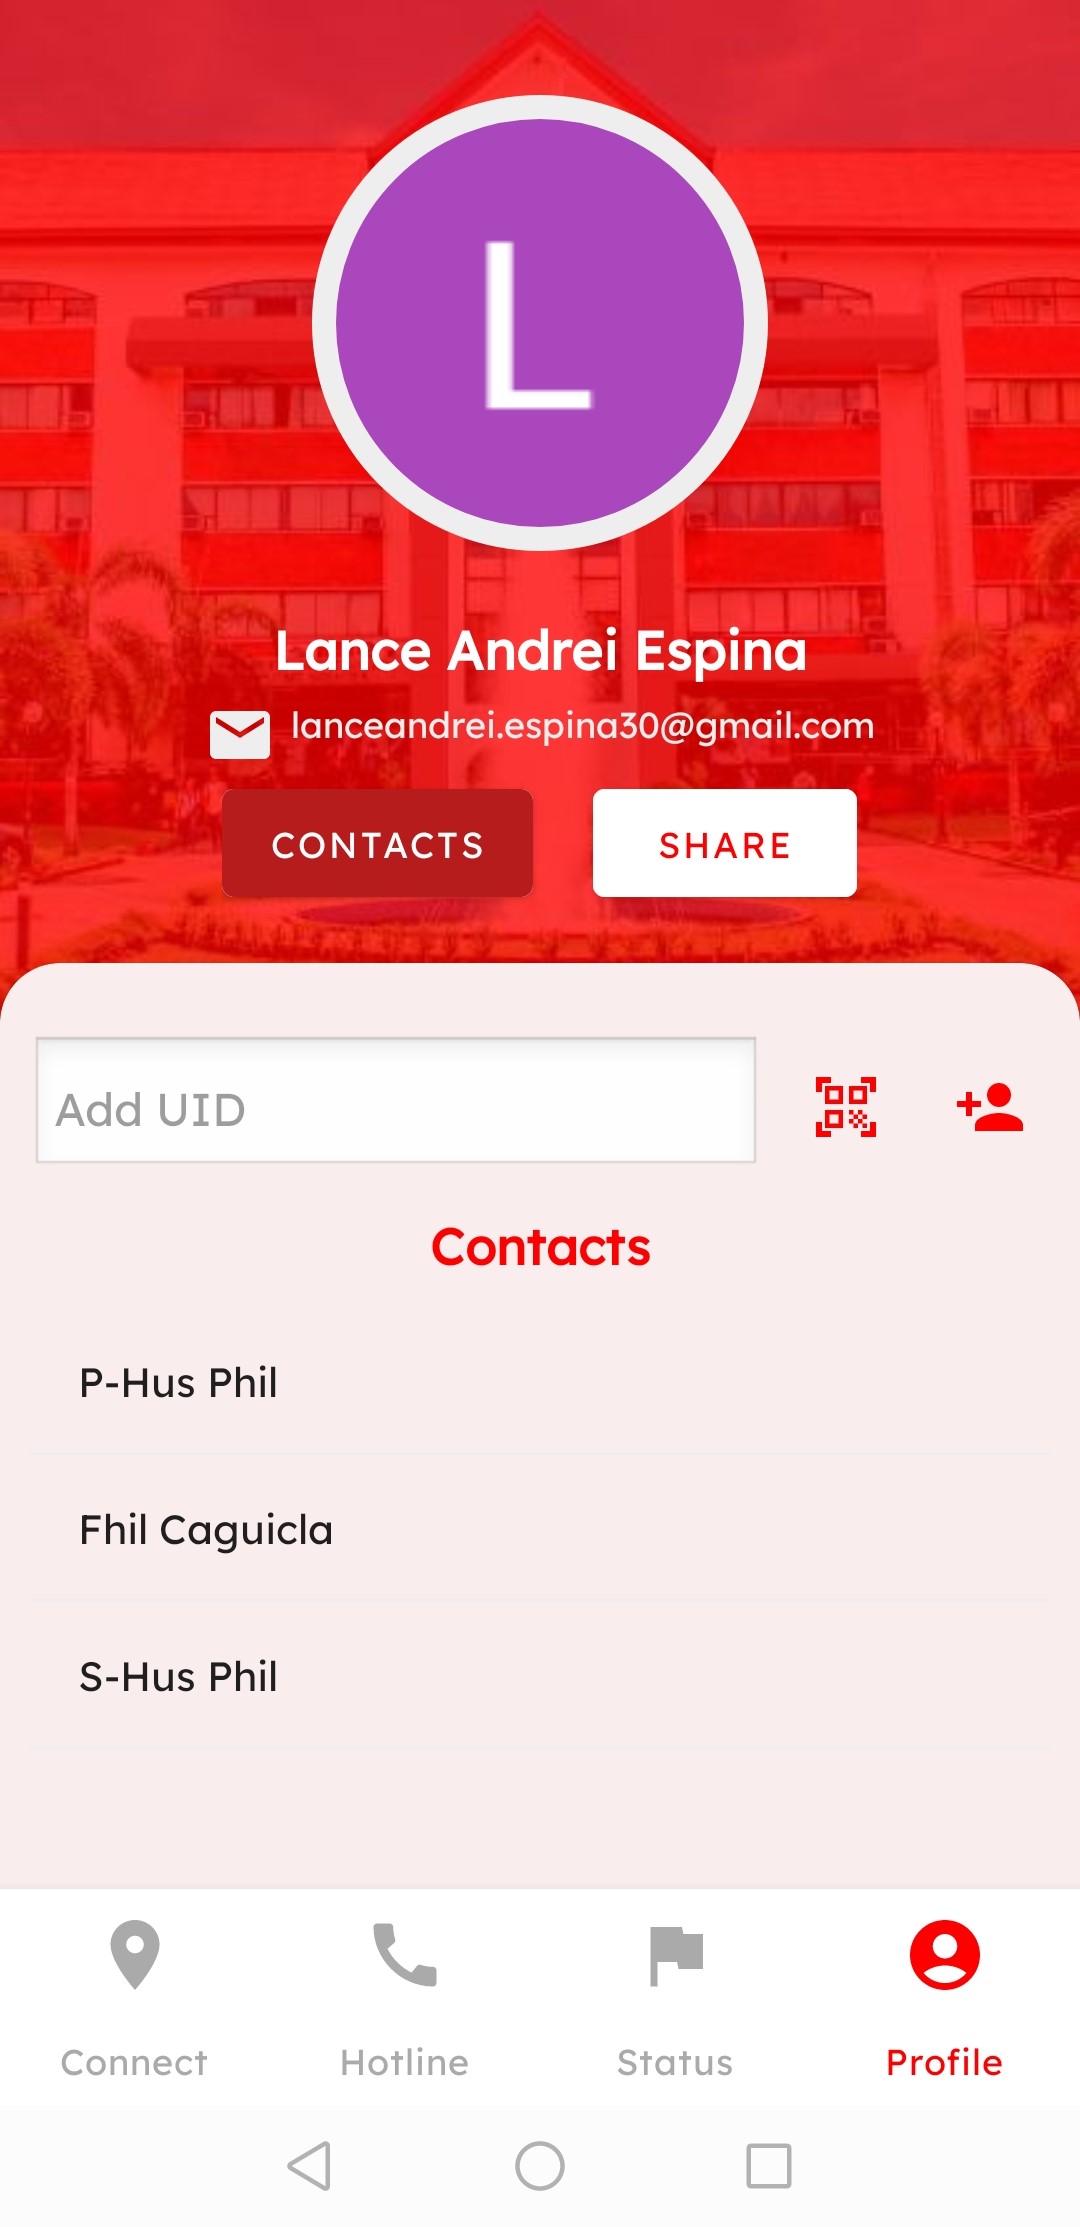 L
Lance Andrei Espina
lanceandrei.espina30@gmail.com
CONTACTS SHARE
Add UID
Contacts
P-Hus Phil
Fhil Caguicla
S-Hus Phil
Connect Hotline Status Profile